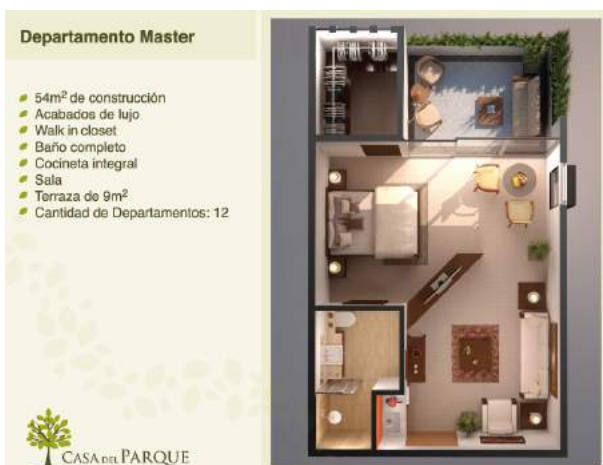 Departamento Master
54m² de construcción
Acabados de lujo
Walk in closet
Baño completo
Cocineta integral
Sala
Terraza de 9m²
Cantidad de Departamentos: 12
CASA DEL PARQUE